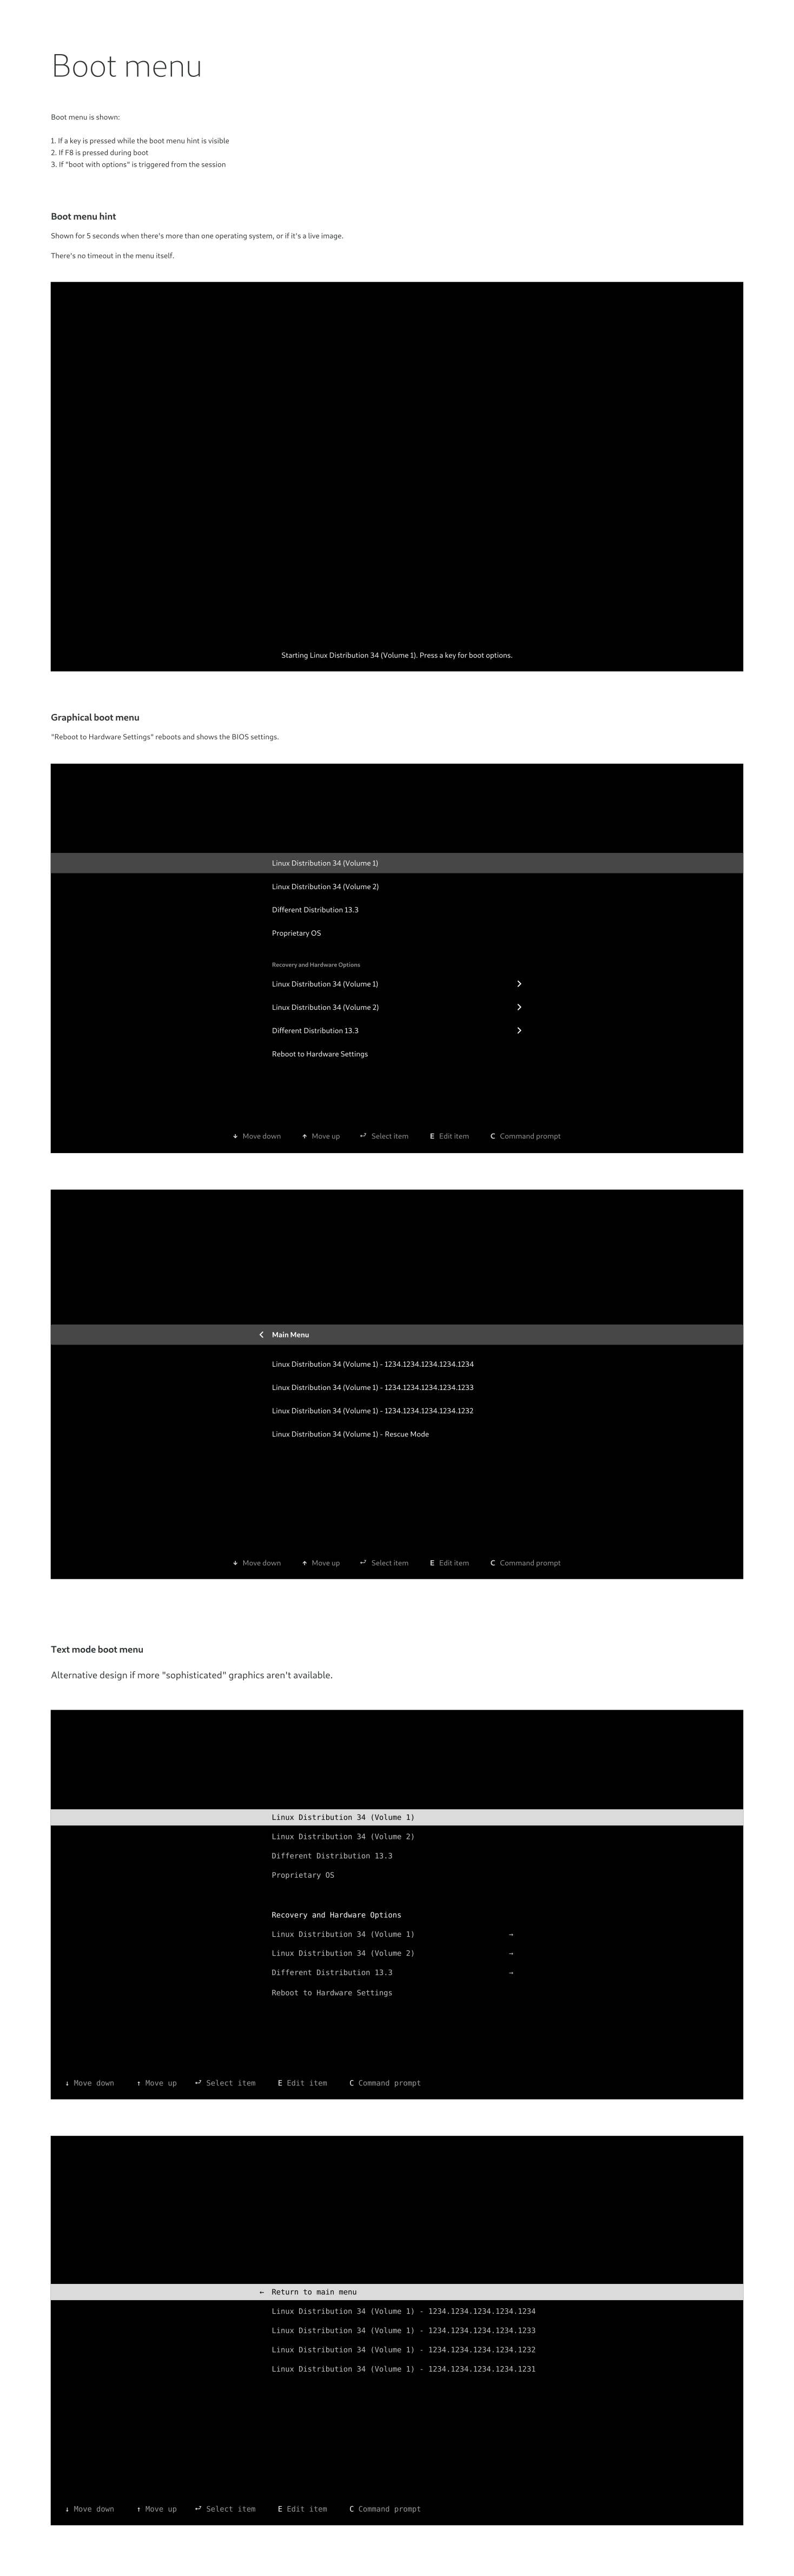 Boot menu
Boot menu is shown:
1. If a key is pressed while the boot menu hint is visible
2. If F8 is pressed during boot
3. If "boot with options" is triggered from the session
Boot menu hint
Shown for 5 seconds when there's more than one operating system, or if it's a live image.
There's no timeout in the menu itself.
Starting Linux Distribution 34 (Volume 1). Press a key for boot options.
Graphical boot menu
"Reboot to Hardware Settings" reboots and shows the BIOS settings.
Linux Distribution 34 (Volume 1)
Linux Distribution 34 (Volume 2)
Different Distribution 13.3
Proprietary OS
Recovery and Hardware Options
Linux Distribution 34 (Volume 1)
Linux Distribution 34 (Volume 2)
Different Distribution 13.3
Reboot to Hardware Settings
↓ Move down ↑ Move up ⏎ Select item E Edit item C Command prompt
Main Menu
Linux Distribution 34 (Volume 1) - 1234.1234.1234.1234.1234
Linux Distribution 34 (Volume 1) - 1234.1234.1234.1234.1233
Linux Distribution 34 (Volume 1) - 1234.1234.1234.1234.1232
Linux Distribution 34 (Volume 1) - Rescue Mode
↓ Move down ↑ Move up ⏎ Select item E Edit item C Command prompt
Text mode boot menu
Alternative design if more "sophisticated" graphics aren't available.
Linux Distribution 34 (Volume 1)
Linux Distribution 34 (Volume 2)
Different Distribution 13.3
Proprietary OS
Recovery and Hardware Options
Linux Distribution 34 (Volume 1) →
Linux Distribution 34 (Volume 2) →
Different Distribution 13.3 →
Reboot to Hardware Settings
↓ Move down ↑ Move up ⏎ Select item E Edit item C Command prompt
← Return to main menu
Linux Distribution 34 (Volume 1) - 1234.1234.1234.1234.1234
Linux Distribution 34 (Volume 1) - 1234.1234.1234.1234.1233
Linux Distribution 34 (Volume 1) - 1234.1234.1234.1234.1232
Linux Distribution 34 (Volume 1) - 1234.1234.1234.1234.1231
↓ Move down ↑ Move up ⏎ Select item E Edit item C Command prompt